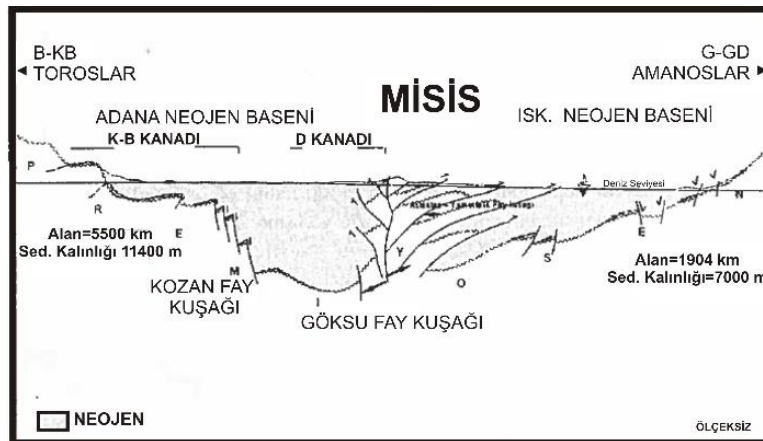 B-KB
TOROSLAR
G-GD
AMANOSLAR
MİSİS
ADANA NEOJEN BASENİ
ISK. NEOJEN BASENİ
K-B KANADI
D KANADI
P
Deniz Seviyesi
N
R
E
E
Alan=5500 km
Sed. Kalınlığı 11400 m
Y
S
Alan=1904 km
Sed. Kalınlığı=7000 m
M
O
I
KOZAN FAY
KUŞAĞI
GÖKSU FAY KUŞAĞI
NEOJEN
ÖLÇEKSİZ